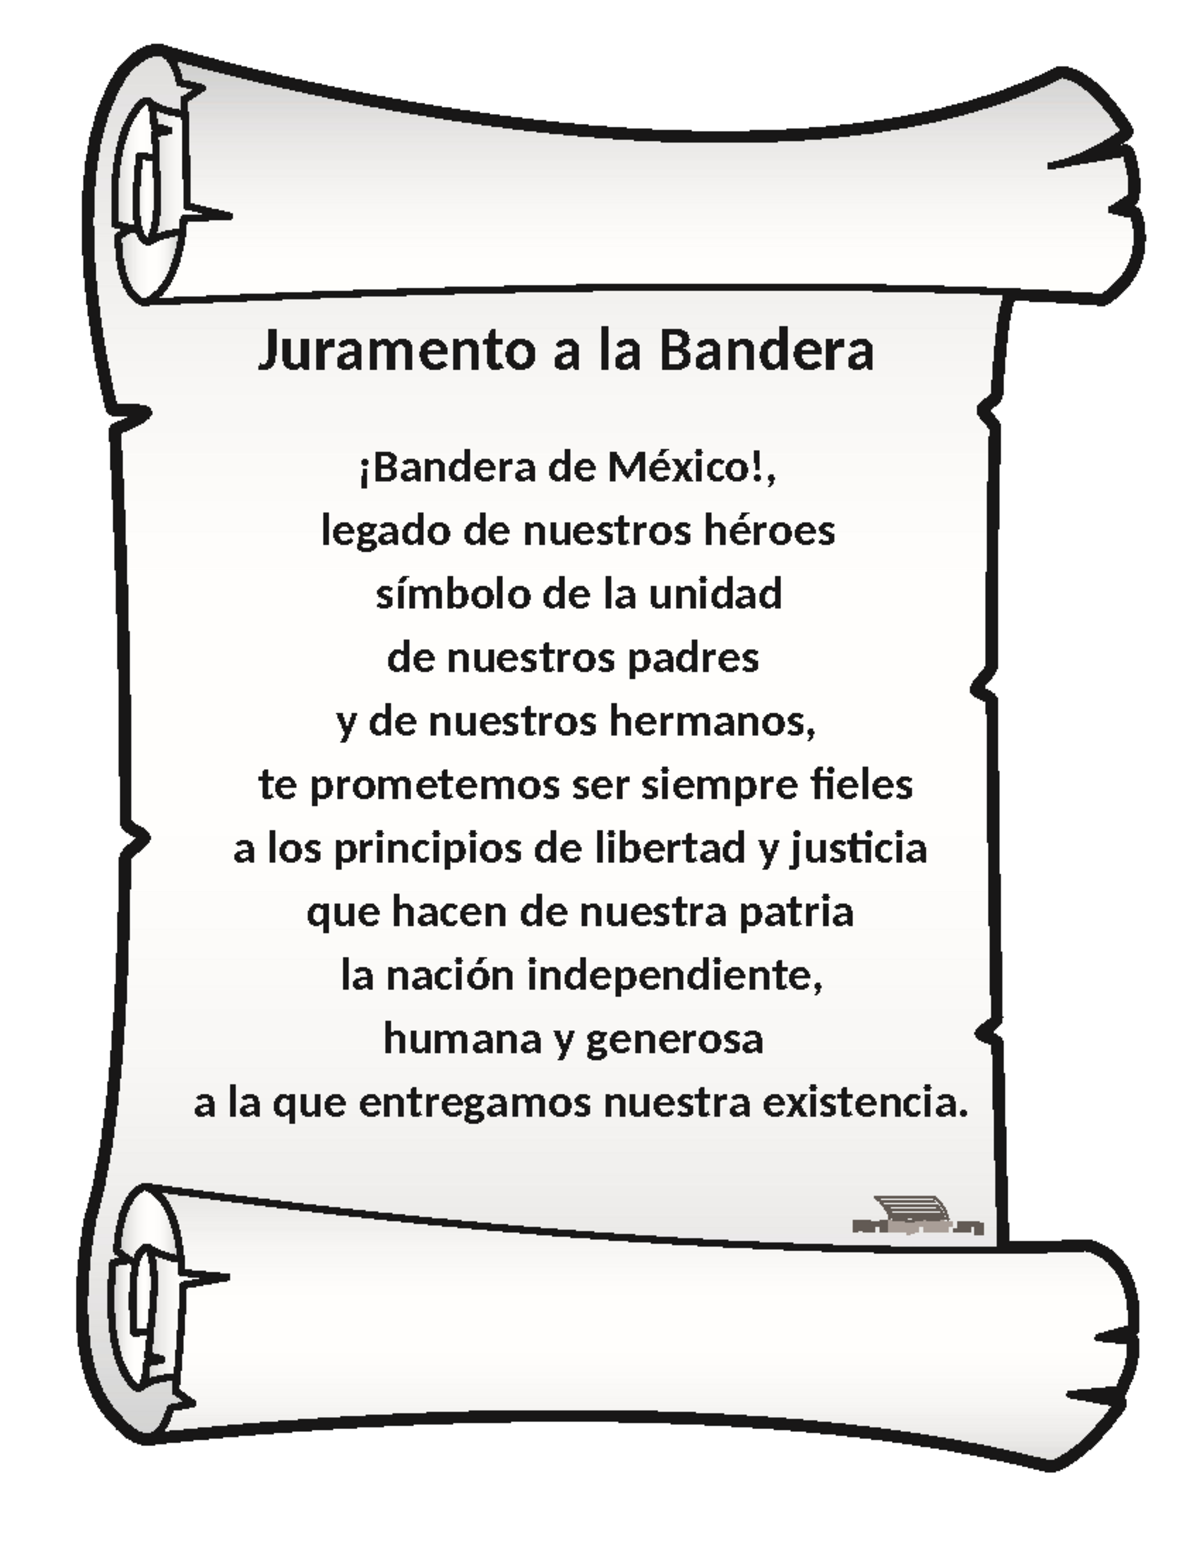 Juramento a la Bandera
¡Bandera de México!,
legado de nuestros héroes
símbolo de la unidad
de nuestros padres
y de nuestros hermanos,
te prometemos ser siempre fieles
a los principios de libertad y justicia
que hacen de nuestra patria
la nación independiente,
humana y generosa
a la que entregamos nuestra existencia.